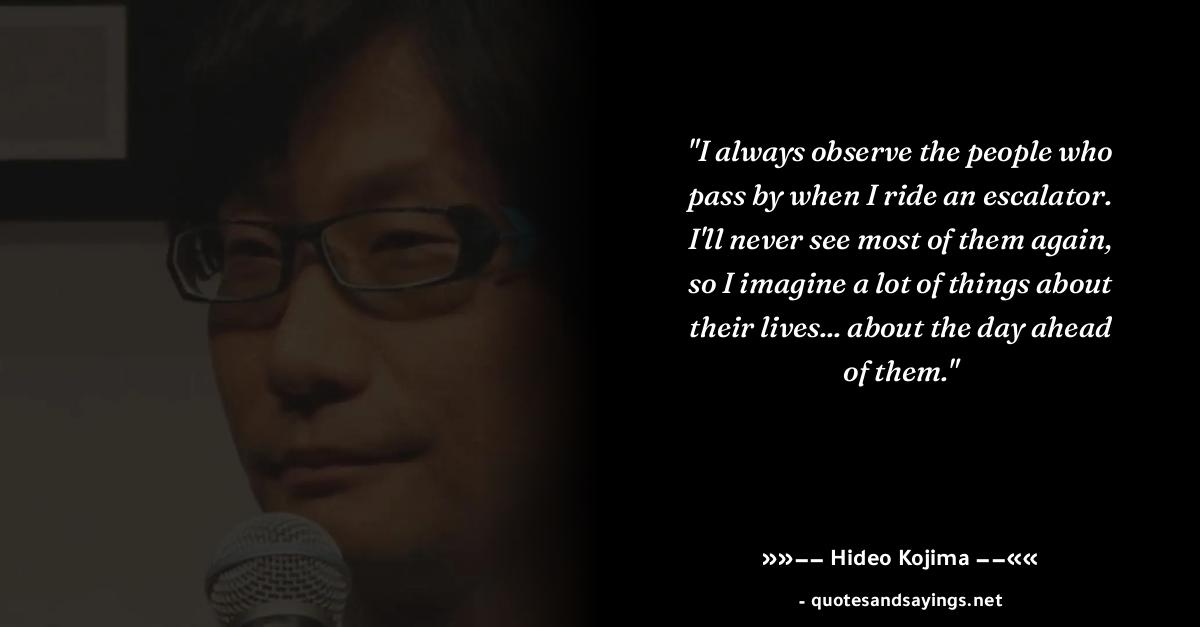 "I always observe the people who
pass by when I ride an escalator.
I'll never see most of them again,
so I imagine a lot of things about
their lives... about the day ahead
of them."
»»−− Hideo Kojima −−««
- quotesandsayings.net